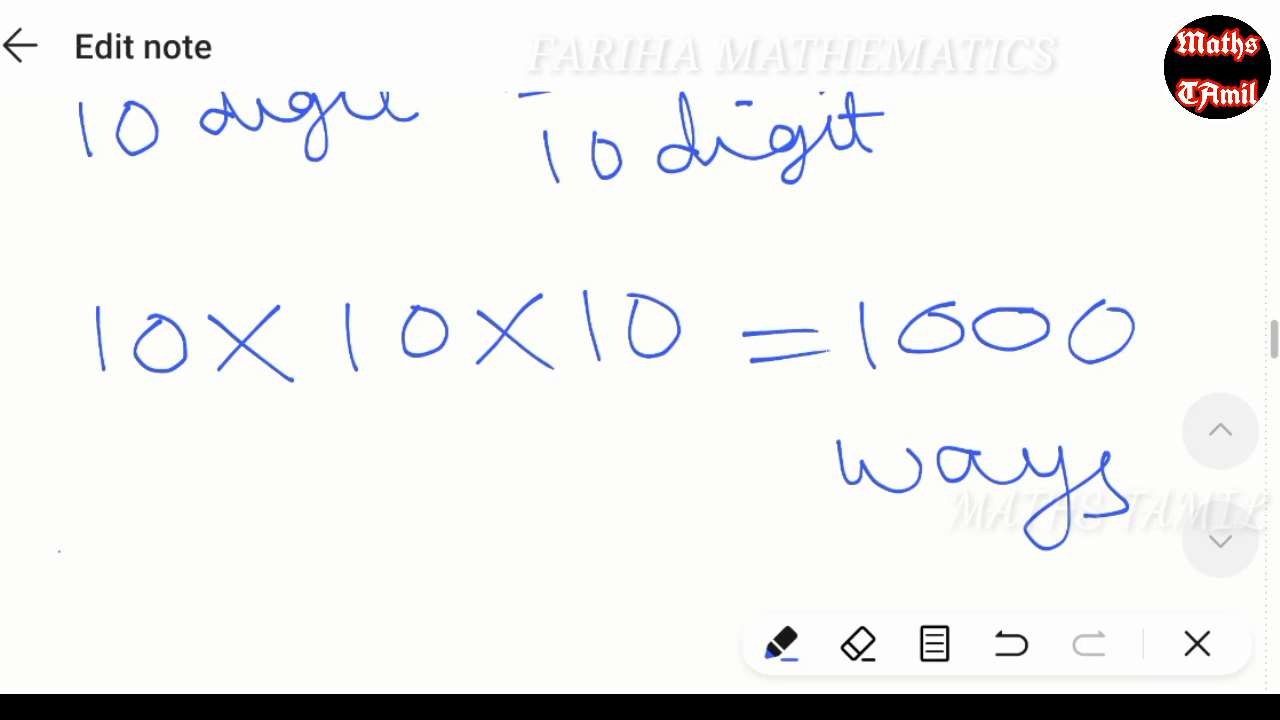 Edit note
FARIHA MATHEMATICS
Maths
TAmil
10 digit
10 digit
10 × 10 × 10 = 1000
ways
MATHS TAMIL